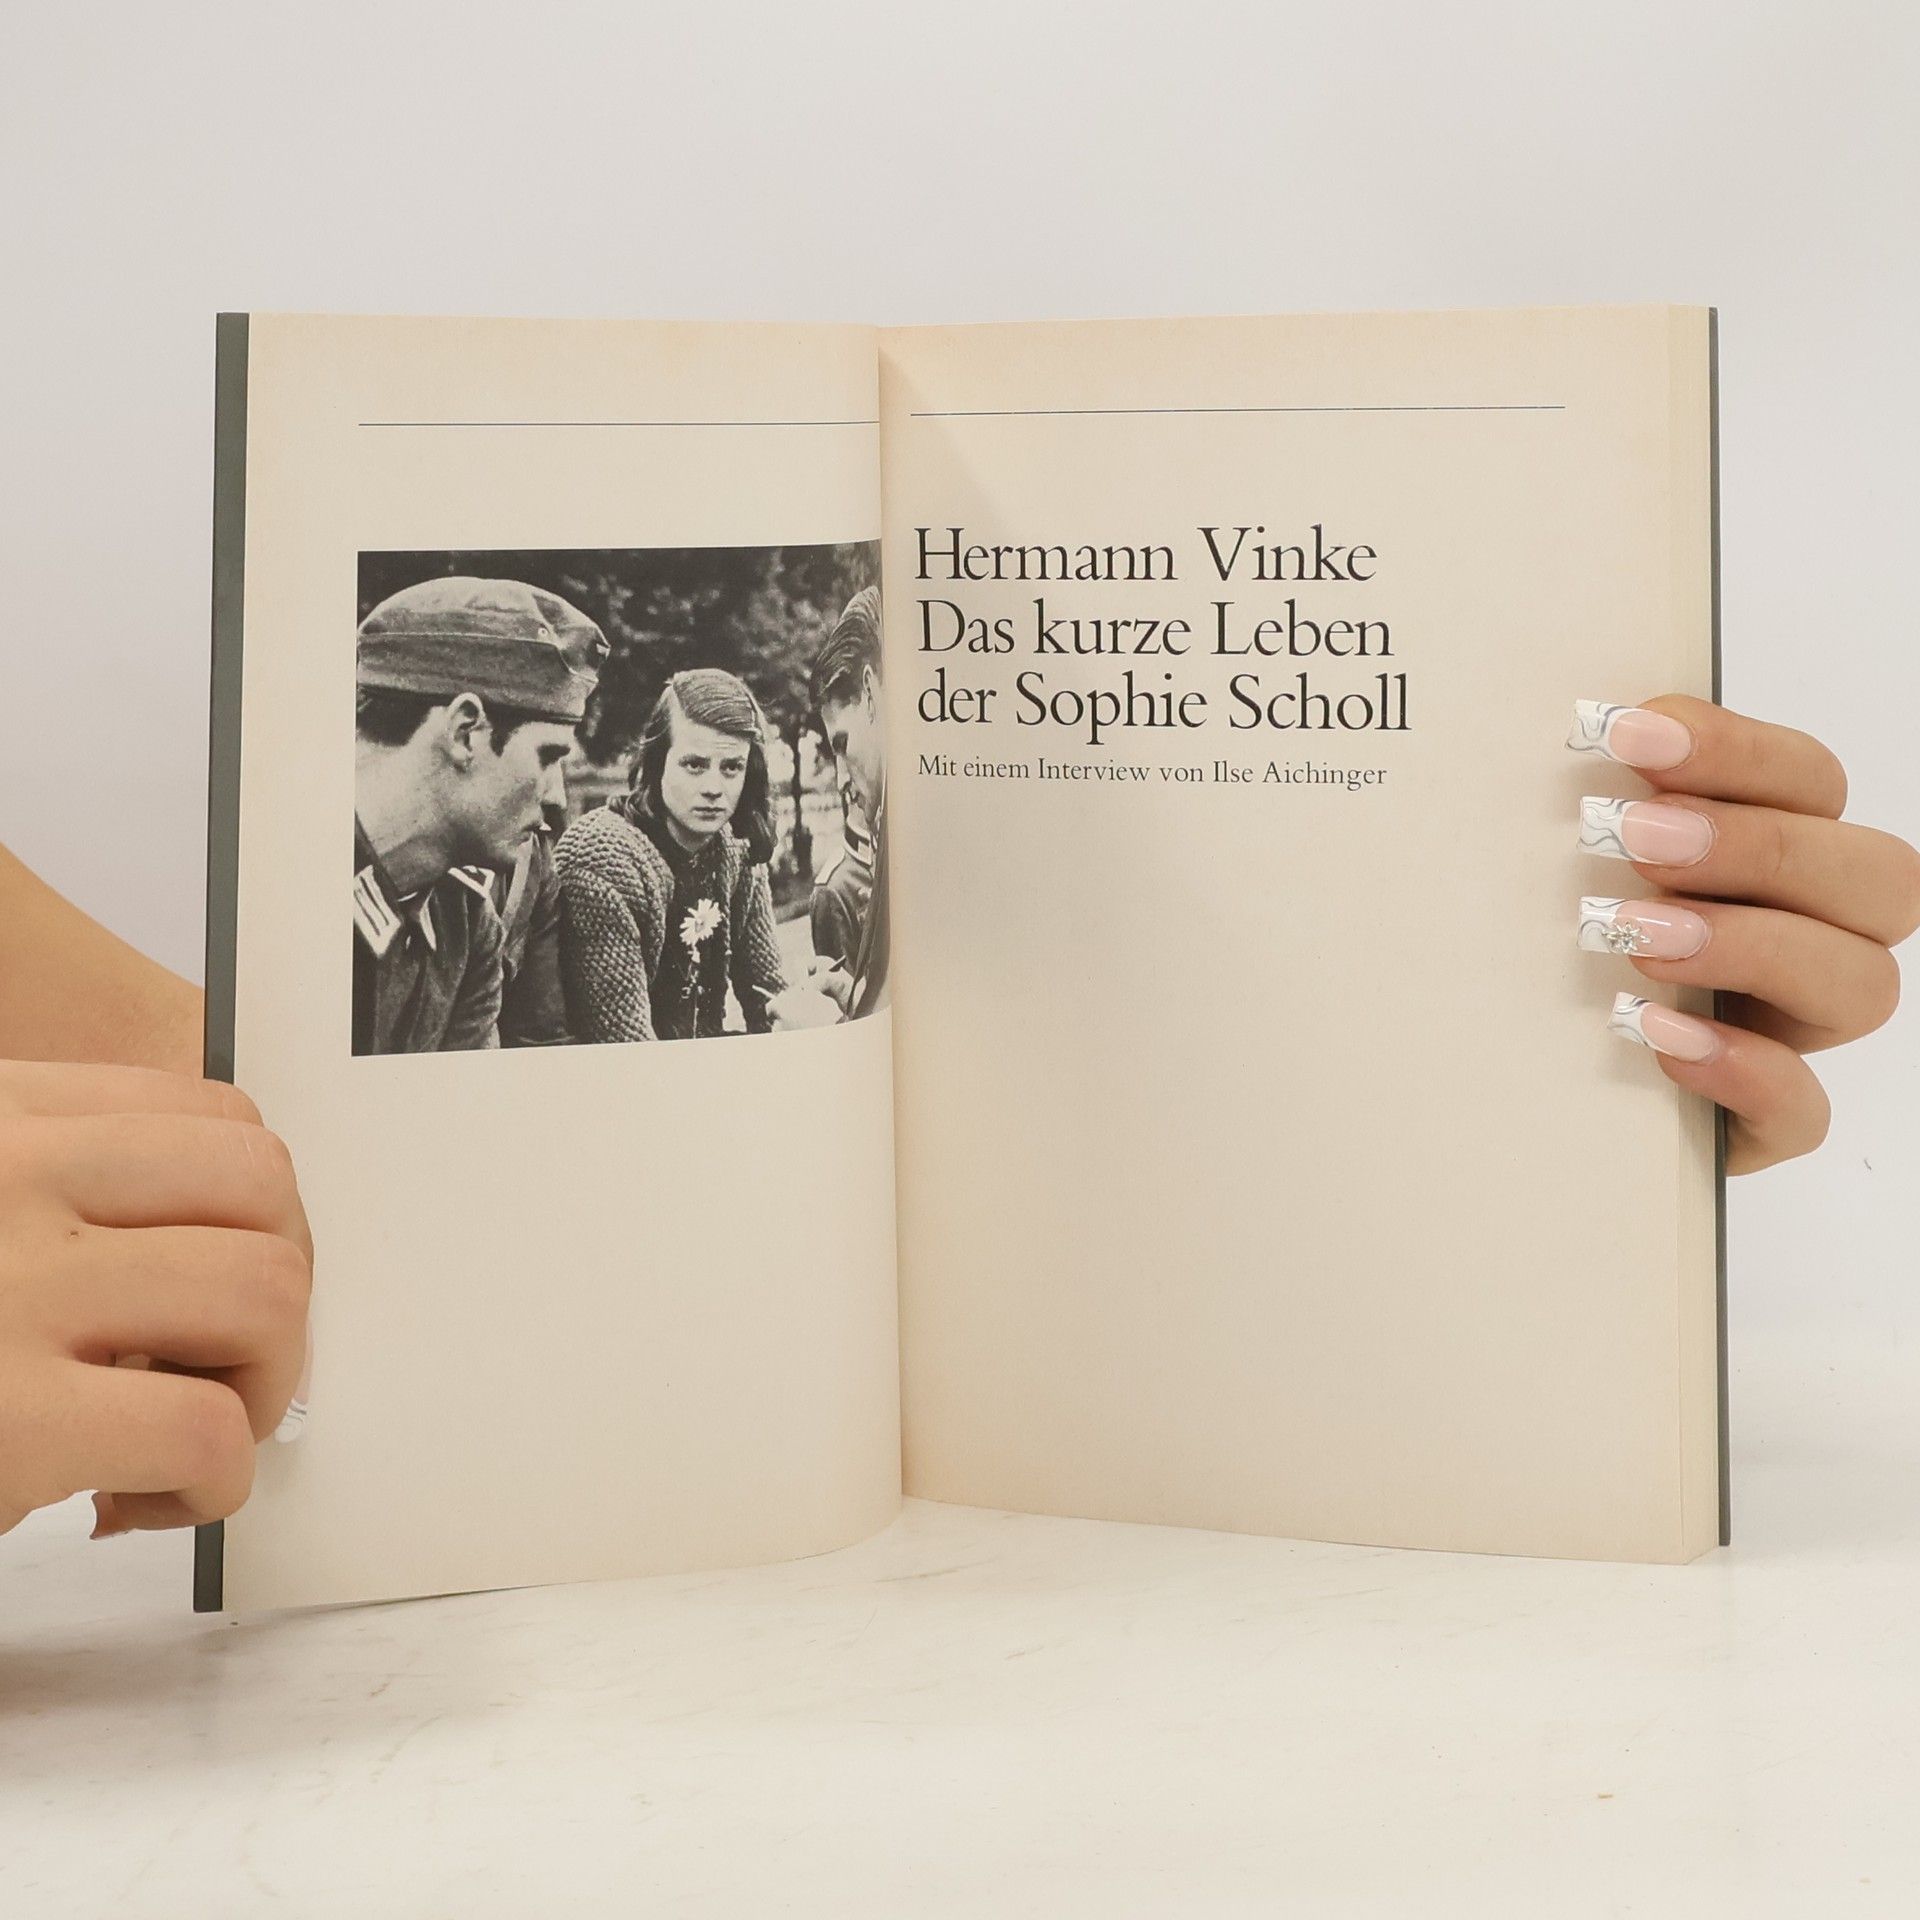 Hermann Vinke
Das kurze Leben
der Sophie Scholl
Mit einem Interview von Ilse Aichinger